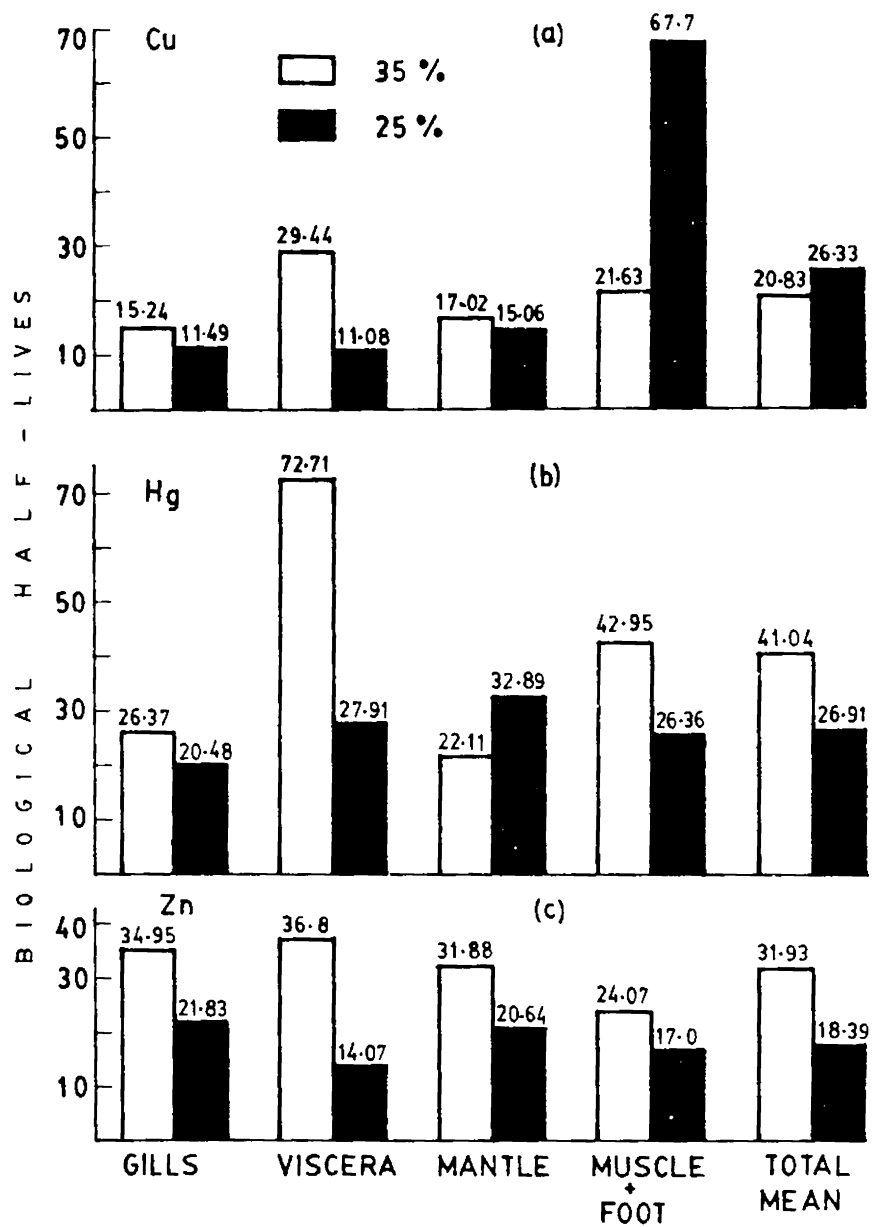 BIOLOGICAL HALF-LIVES
Cu (a)
35 %
25 %
70
50
30
10
15·24 11·49 29·44 11·08 17·02 15·06 21·63 67·7 20·83 26·33
Hg (b)
70
50
30
10
26·37 20·48 72·71 27·91 22·11 32·89 42·95 26·36 41·04 26·91
Zn (c)
40
30
10
34·95 21·83 36·8 14·07 31·88 20·64 24·07 17·0 31·93 18·39
GILLS VISCERA MANTLE MUSCLE + FOOT TOTAL MEAN